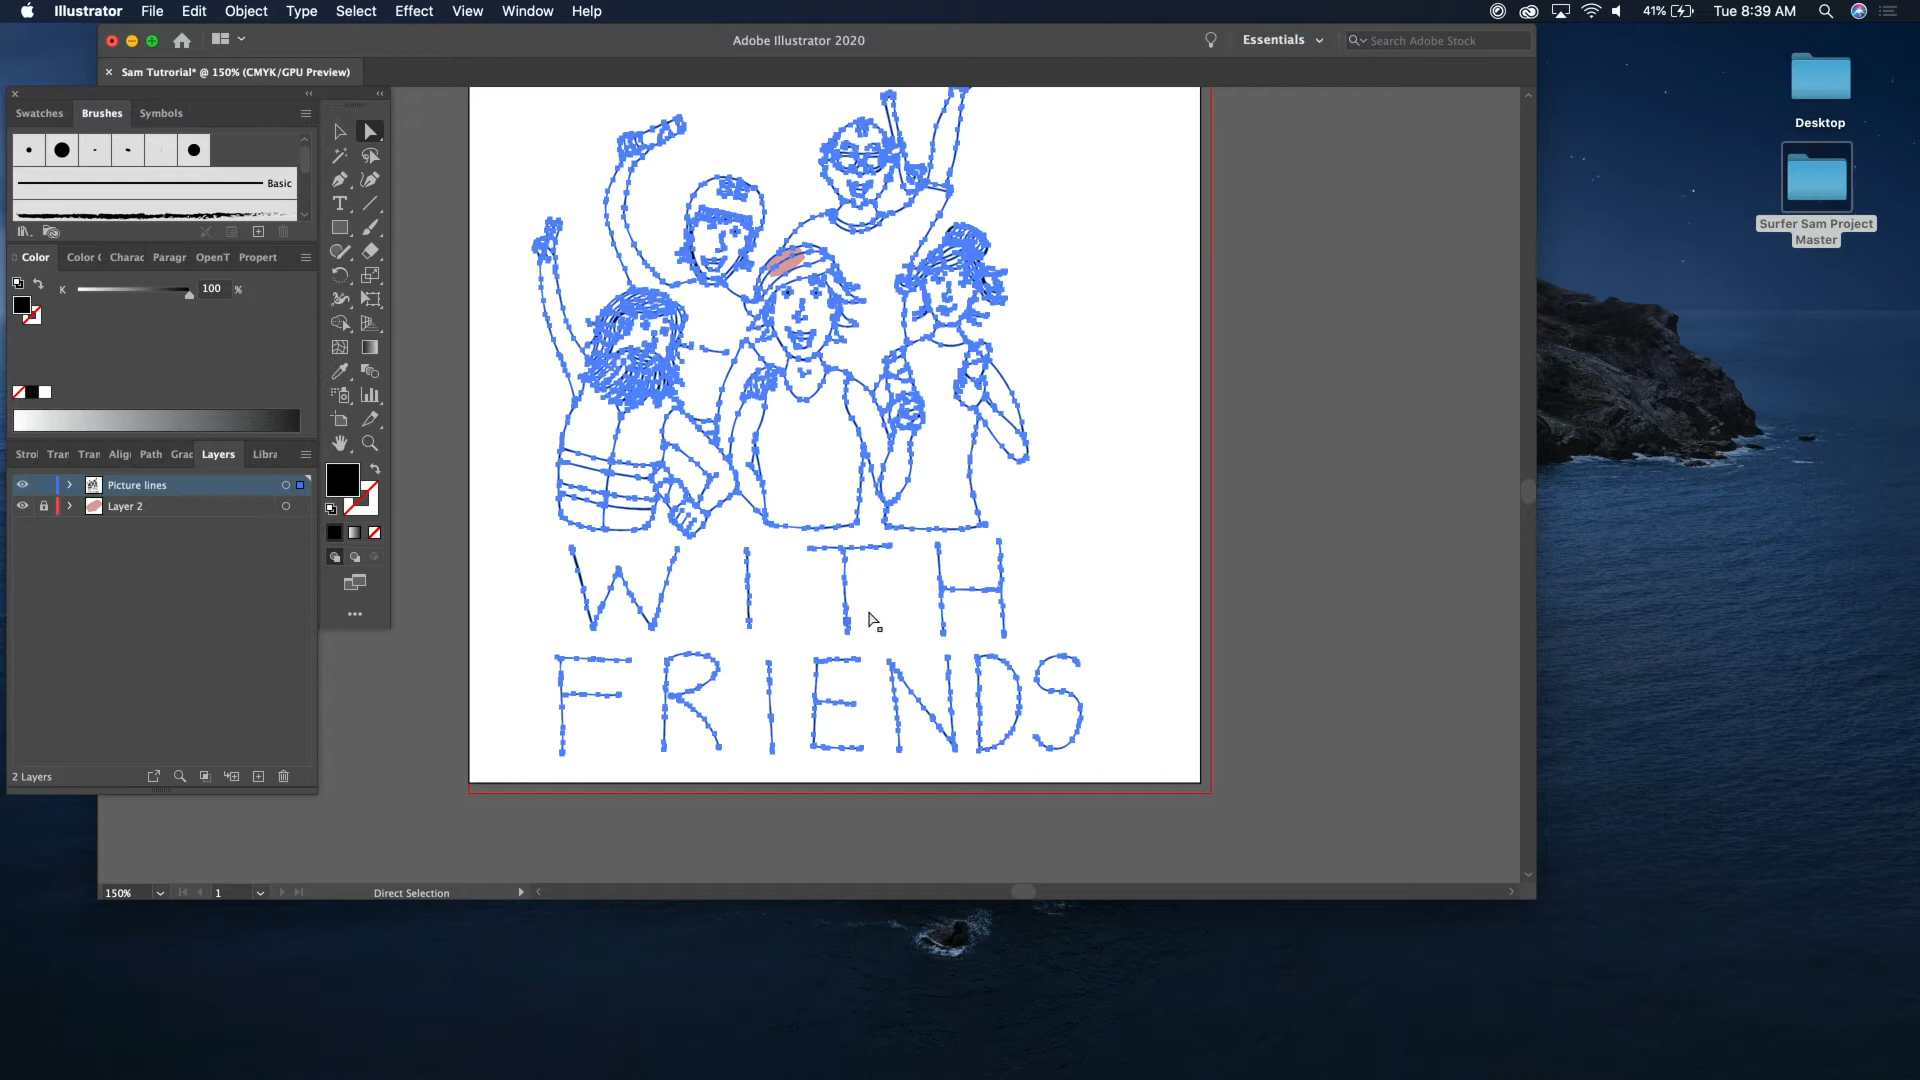 Illustrator File Edit Object Type Select Effect View Window Help
41% Tue 8:39 AM
Adobe Illustrator 2020
Essentials
Search Adobe Stock
× Sam Tutrorial* @ 150% (CMYK/GPU Preview)
Swatches Brushes Symbols
Basic
Color Color Charac Paragr OpenT Propert
K 100 %
Stro Tran Tran Alig Path Grac Layers Libra
Picture lines
Layer 2
2 Layers
WITH
FRIENDS
150% 1 Direct Selection
Desktop
Surfer Sam Project
Master